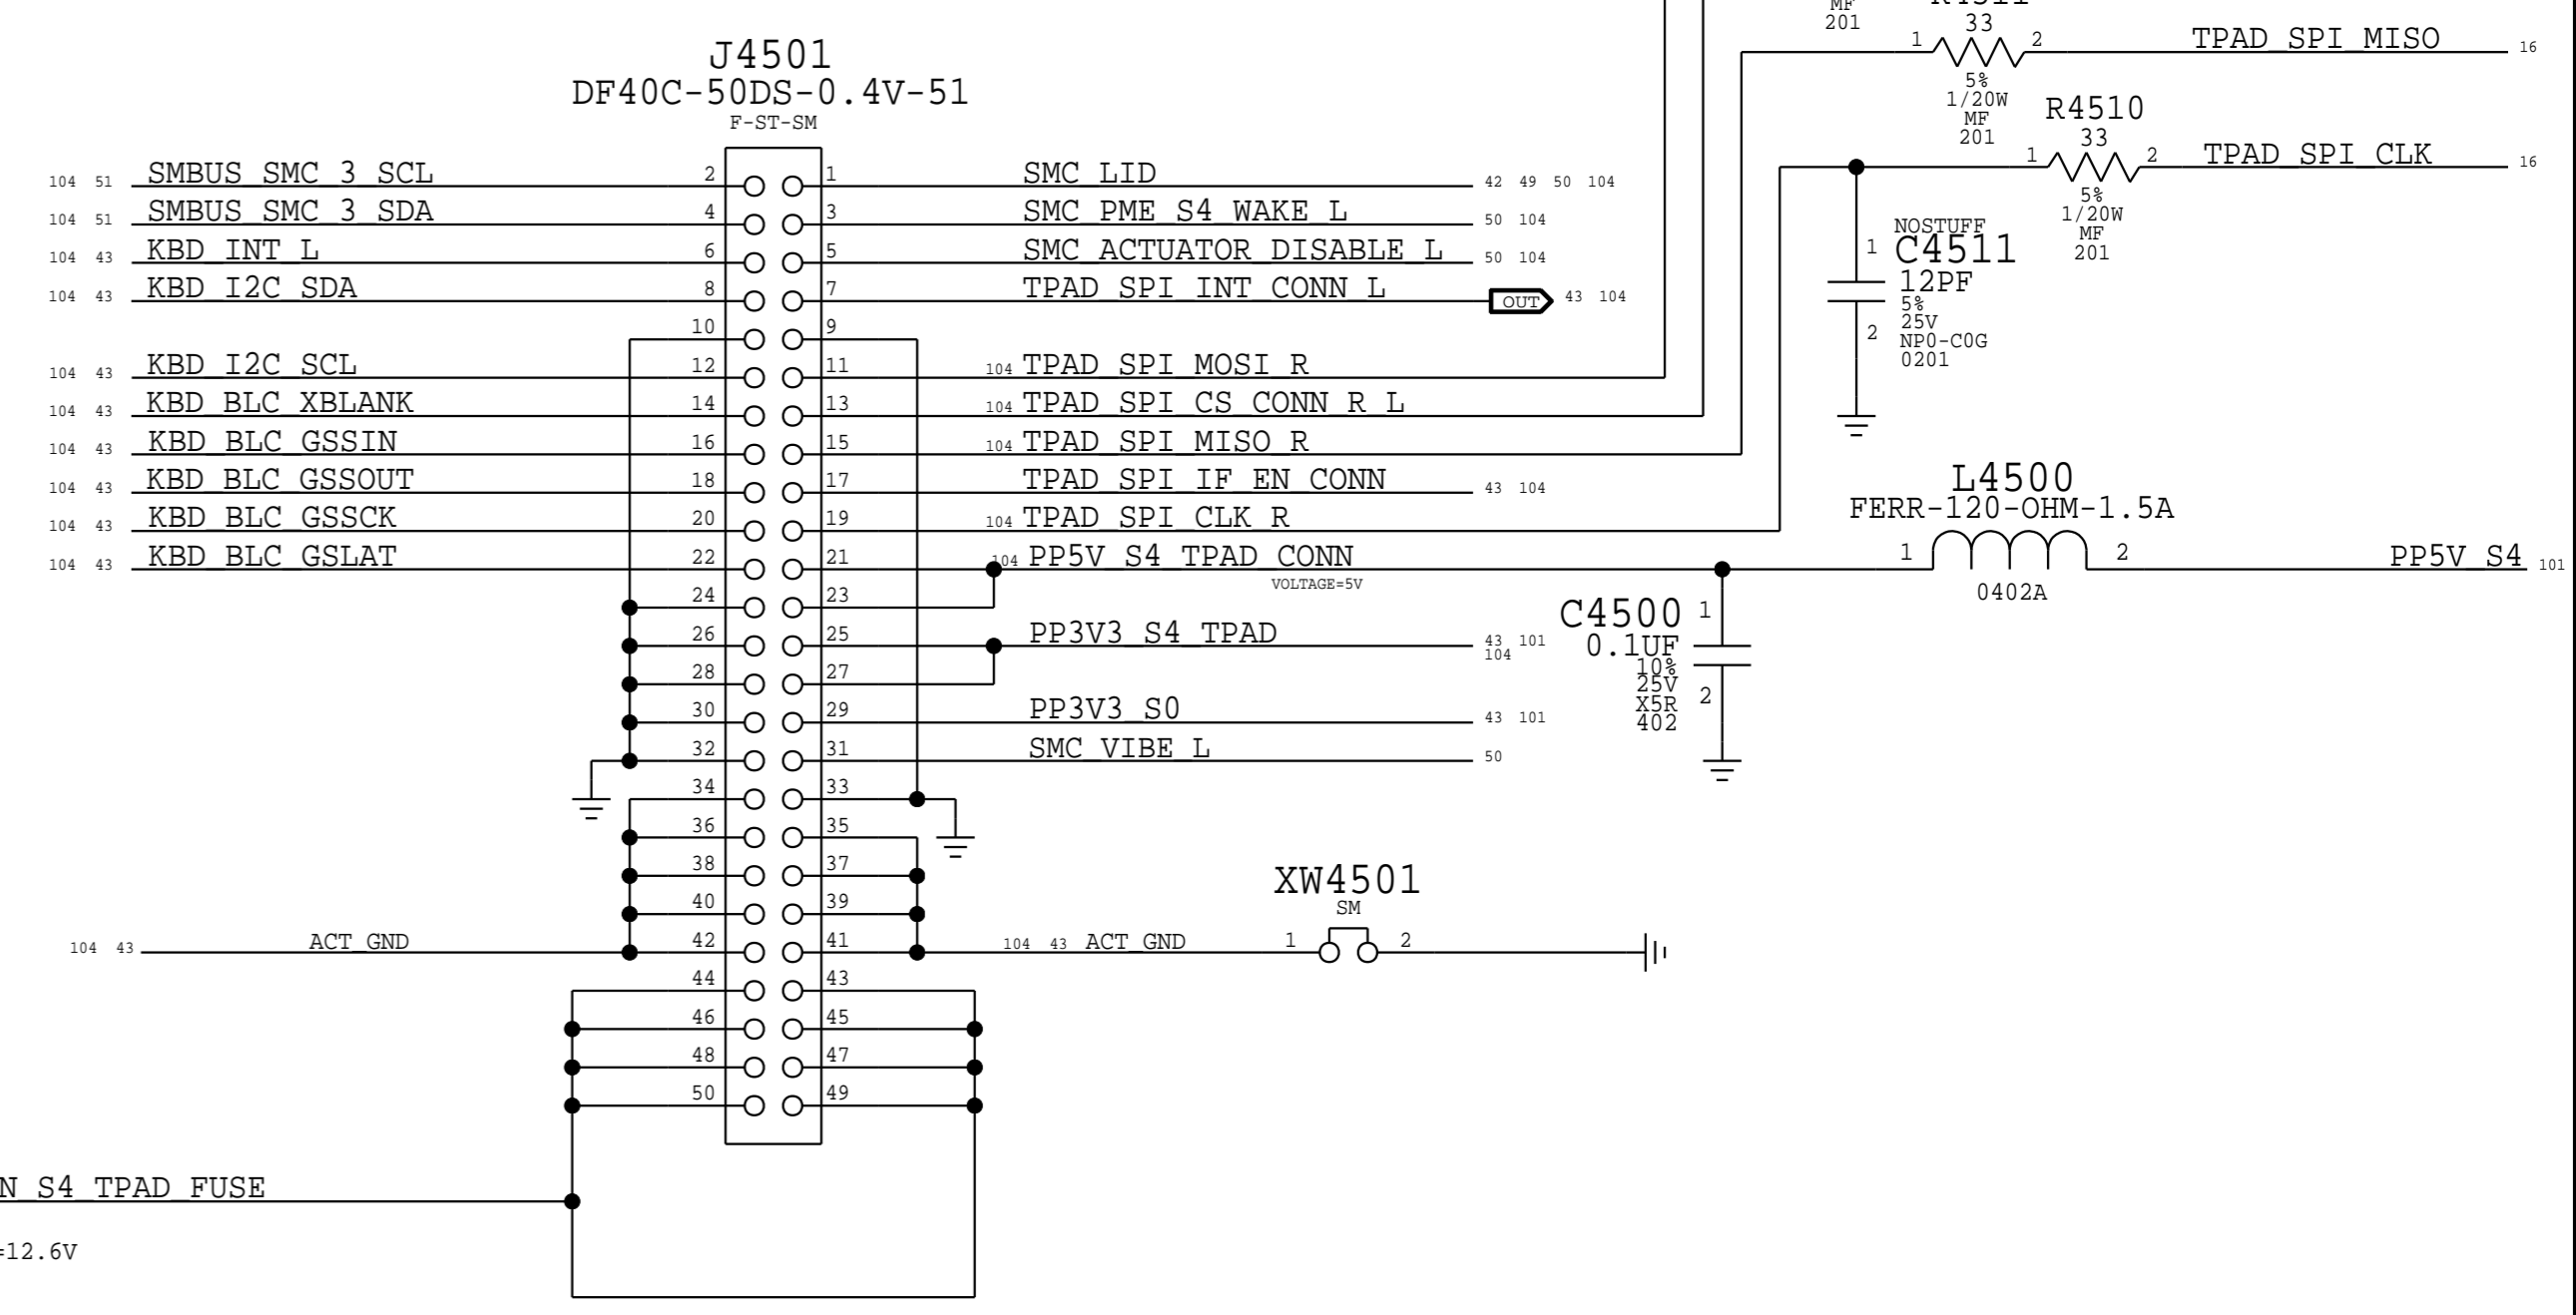 MF
201
33
1 2 TPAD_SPI_MISO 16
5%
1/20W
MF
201
J4501
DF40C-50DS-0.4V-51
F-ST-SM
R4510
33
1 2 TPAD_SPI_CLK 16
5%
1/20W
MF
201
NOSTUFF
1 C4511
12PF
5%
25V
2 NP0-C0G
0201
104 51 SMBUS_SMC_3_SCL 2 1 SMC_LID 42 49 50 104
104 51 SMBUS_SMC_3_SDA 4 3 SMC_PME_S4_WAKE_L 50 104
104 43 KBD_INT_L 6 5 SMC_ACTUATOR_DISABLE_L 50 104
104 43 KBD_I2C_SDA 8 7 TPAD_SPI_INT_CONN_L OUT 43 104
10 9
104 43 KBD_I2C_SCL 12 11 104 TPAD_SPI_MOSI_R
104 43 KBD_BLC_XBLANK 14 13 104 TPAD_SPI_CS_CONN_R_L
104 43 KBD_BLC_GSSIN 16 15 104 TPAD_SPI_MISO_R
104 43 KBD_BLC_GSSOUT 18 17 TPAD_SPI_IF_EN_CONN 43 104
104 43 KBD_BLC_GSSCK 20 19 104 TPAD_SPI_CLK_R
104 43 KBD_BLC_GSLAT 22 21 104 PP5V_S4_TPAD_CONN
VOLTAGE=5V
L4500
FERR-120-OHM-1.5A
1 2 PP5V_S4 101
0402A
24 23
26 25 PP3V3_S4_TPAD 43 101
104
28 27
30 29 PP3V3_S0 43 101
32 31 SMC_VIBE_L 50
C4500 1
0.1UF
10%
25V
X5R 2
402
34 33
36 35
38 37
40 39
XW4501
SM
104 43 ACT_GND 42 41 104 43 ACT_GND 1 2
44 43
46 45
48 47
50 49
N_S4_TPAD_FUSE
=12.6V